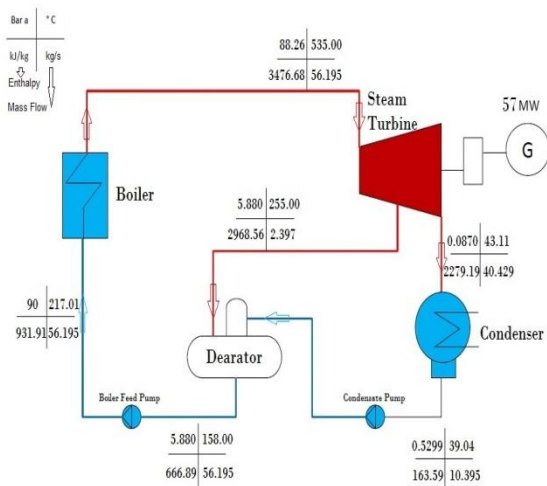 Bar a ° C
kJ/kg kg/s
Enthalpy
Mass Flow
88.26 535.00
3476.68 56.195
Steam
Turbine
57 MW
G
Boiler
5.880 255.00
2968.56 2.397
0.0870 43.11
2279.19 40.429
90 217.01
931.91 56.195
Dearator
Condenser
Boiler Feed Pump
Condensate Pump
5.880 158.00
666.89 56.195
0.5299 39.04
163.59 10.395